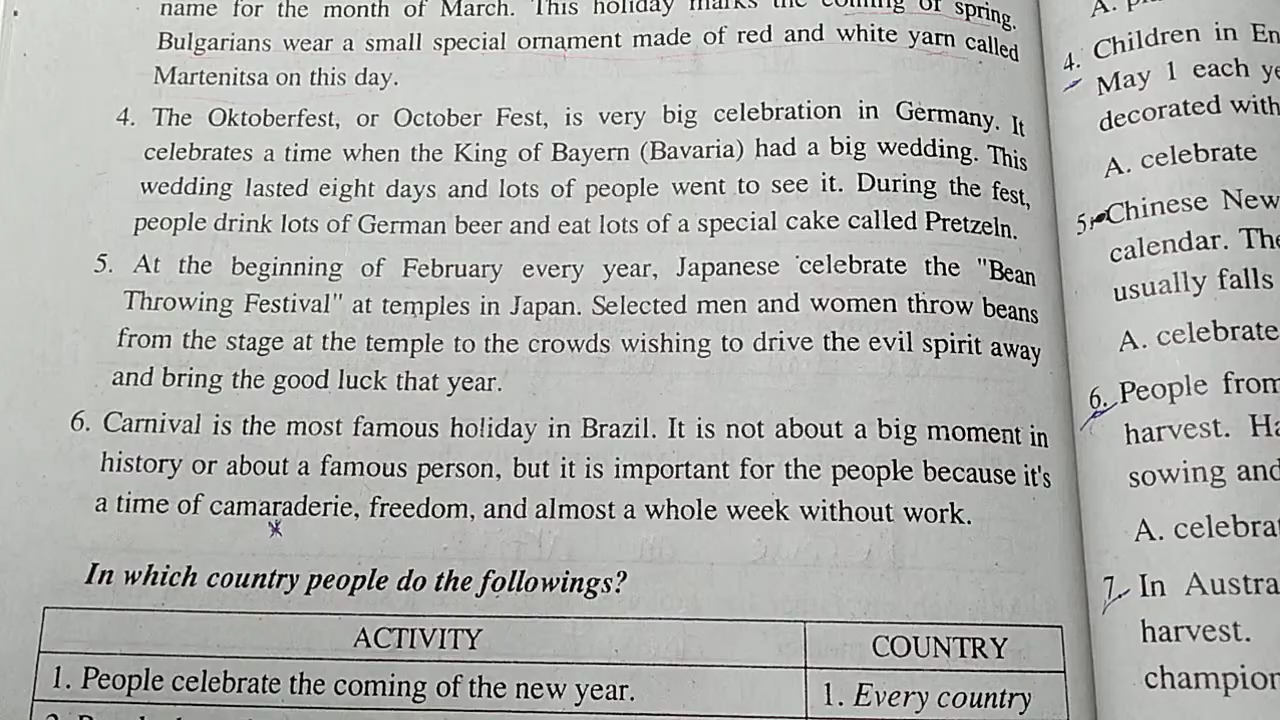 name for the month of March. This holiday marks the coming of spring.
Bulgarians wear a small special ornament made of red and white yarn called
Martenitsa on this day.
4. The Oktoberfest, or October Fest, is very big celebration in Germany. It
celebrates a time when the King of Bayern (Bavaria) had a big wedding. This
wedding lasted eight days and lots of people went to see it. During the fest,
people drink lots of German beer and eat lots of a special cake called Pretzeln.
5. At the beginning of February every year, Japanese celebrate the "Bean
Throwing Festival" at temples in Japan. Selected men and women throw beans
from the stage at the temple to the crowds wishing to drive the evil spirit away
and bring the good luck that year.
6. Carnival is the most famous holiday in Brazil. It is not about a big moment in
history or about a famous person, but it is important for the people because it's
a time of camaraderie, freedom, and almost a whole week without work.
In which country people do the followings?
ACTIVITY COUNTRY
1. People celebrate the coming of the new year. 1. Every country
A.
4. Children in En
May 1 each ye
decorated with
A. celebrate
5. Chinese New
calendar. The
usually falls
A. celebrate
6. People from
harvest. Ha
sowing and
A. celebrat
7. In Austra
harvest.
champion